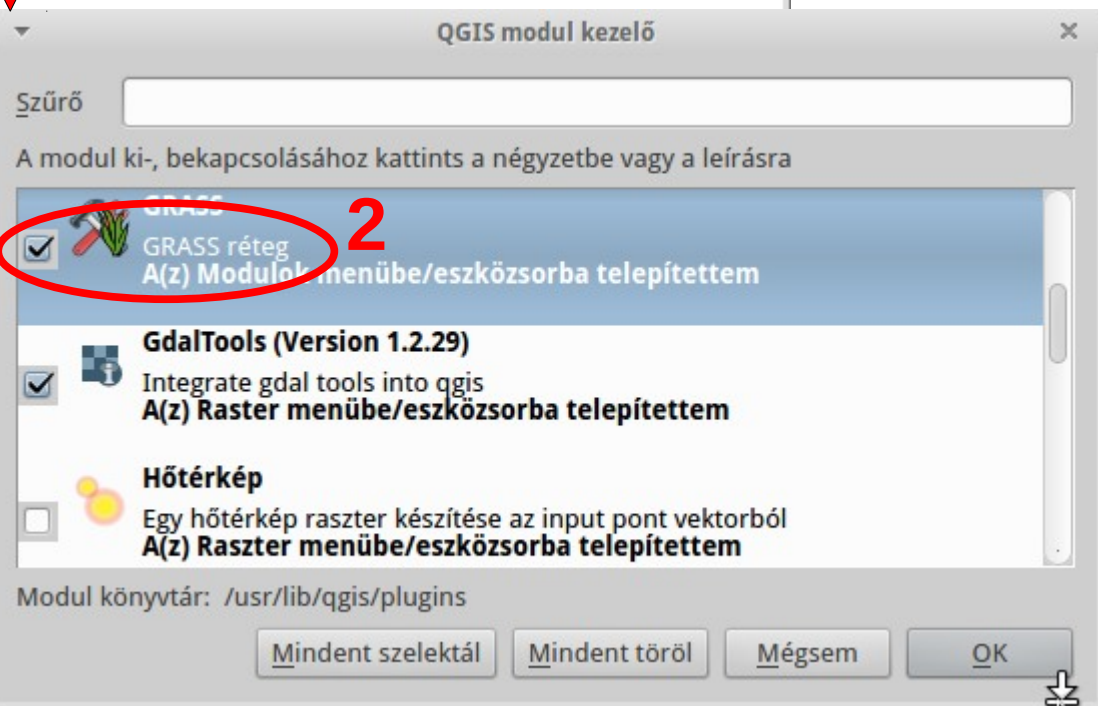 QGIS modul kezelő
Szűrő
A modul ki-, bekapcsolásához kattints a négyzetbe vagy a leírásra
GRASS
2
GRASS réteg
A(z) Modulok menübe/eszközsorba telepítettem
GdalTools (Version 1.2.29)
Integrate gdal tools into qgis
A(z) Raster menübe/eszközsorba telepítettem
Hőtérkép
Egy hőtérkép raszter készítése az input pont vektorból
A(z) Raszter menübe/eszközsorba telepítettem
Modul könyvtár: /usr/lib/qgis/plugins
Mindent szelektál Mindent töröl Mégsem OK